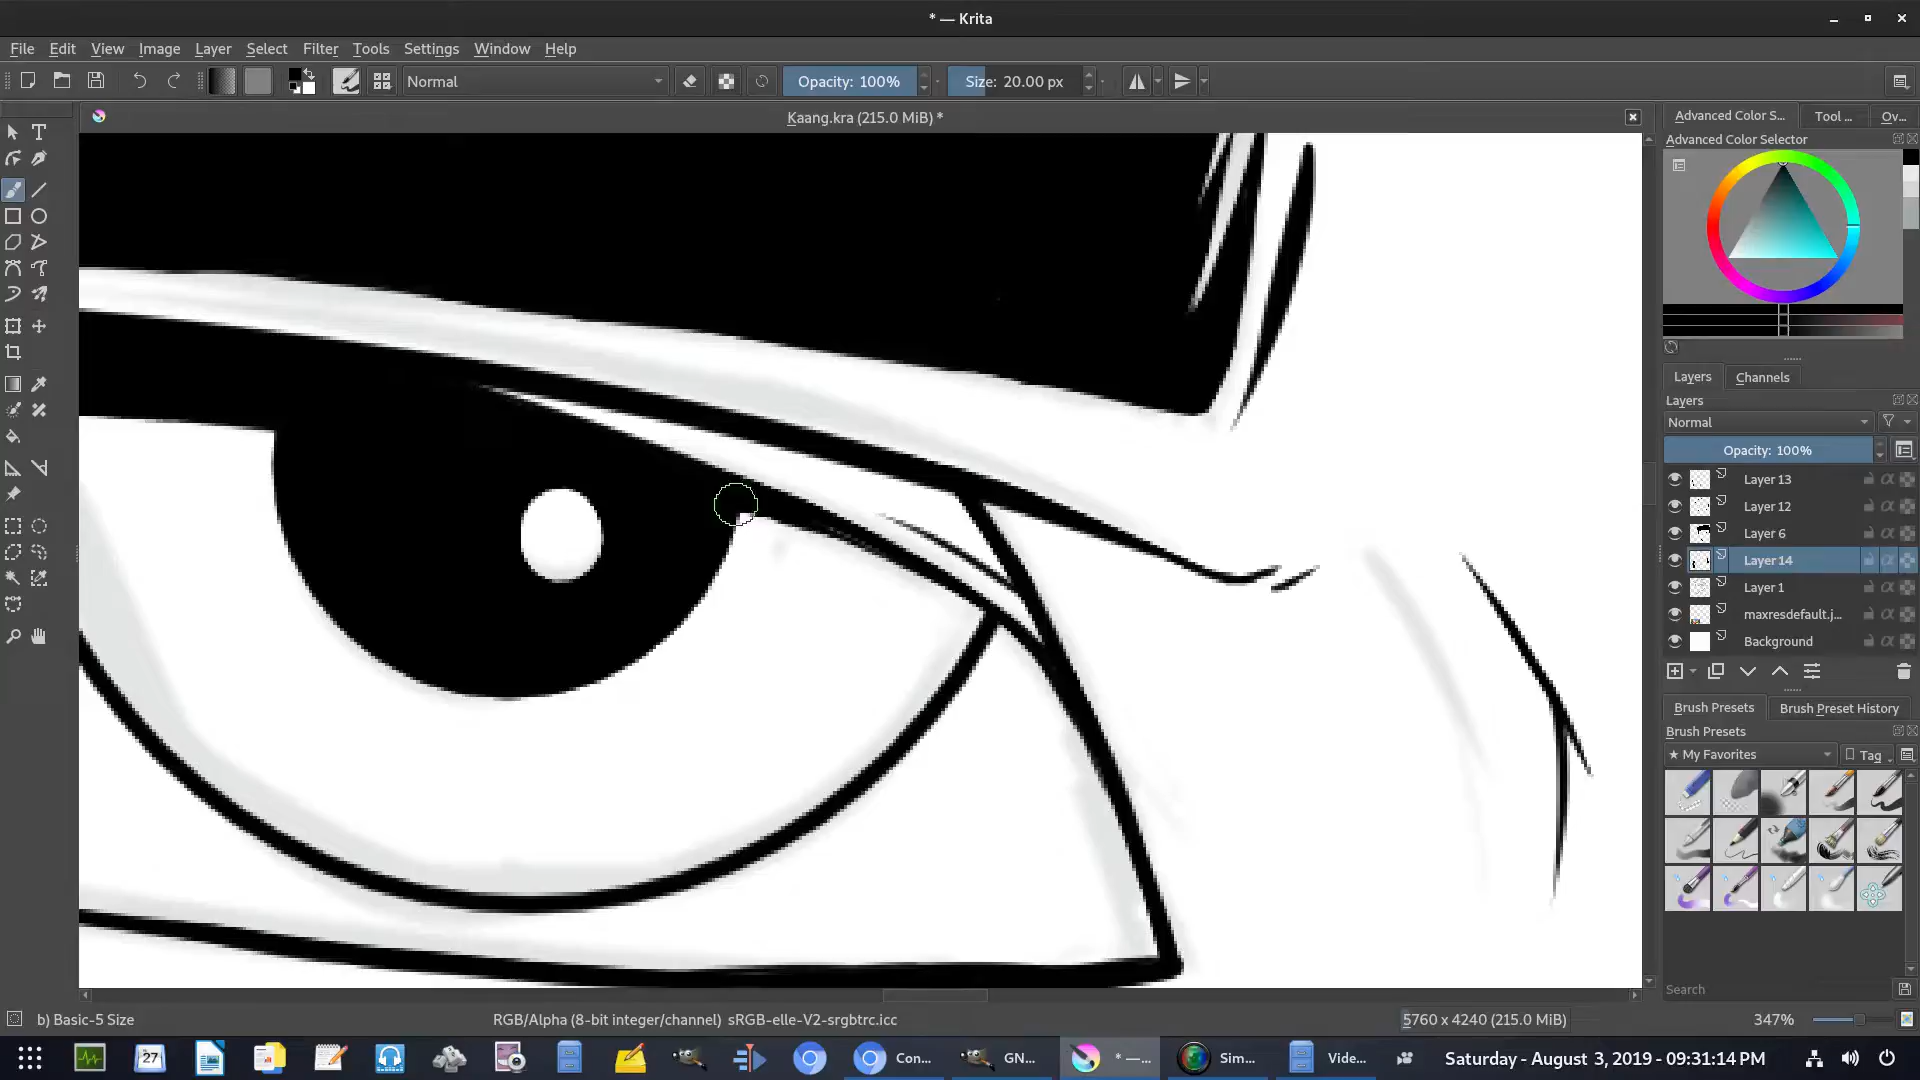 * — Krita
File Edit View Image Layer Select Filter Tools Settings Window Help
Normal Opacity: 100% Size: 20.00 px
Kaang.kra (215.0 MiB) *
Advanced Color S... Tool ... Ov...
Advanced Color Selector
Layers Channels
Layers
Normal
Opacity: 100%
Layer 13
Layer 12
Layer 6
Layer 14
Layer 1
maxresdefault.j...
Background
Brush Presets Brush Preset History
Brush Presets
★ My Favorites Tag
Search
b) Basic-5 Size RGB/Alpha (8-bit integer/channel) sRGB-elle-V2-srgbtrc.icc 5760 x 4240 (215.0 MiB) 347%
27 Con... GN... * —... Sim... Vide... Saturday - August 3, 2019 - 09:31:14 PM